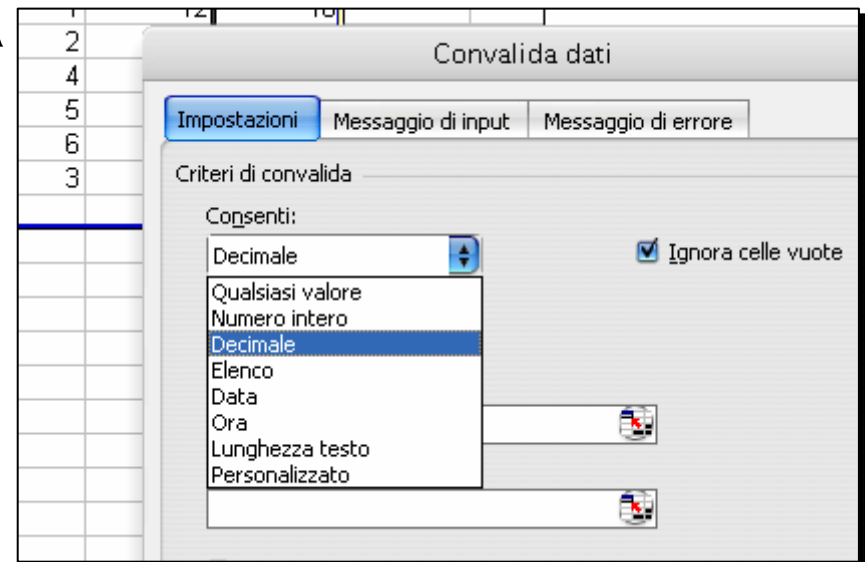 2
4
5
6
3
Convalida dati
Impostazioni Messaggio di input Messaggio di errore
Criteri di convalida
Consenti:
Decimale
Ignora celle vuote
Qualsiasi valore
Numero intero
Decimale
Elenco
Data
Ora
Lunghezza testo
Personalizzato